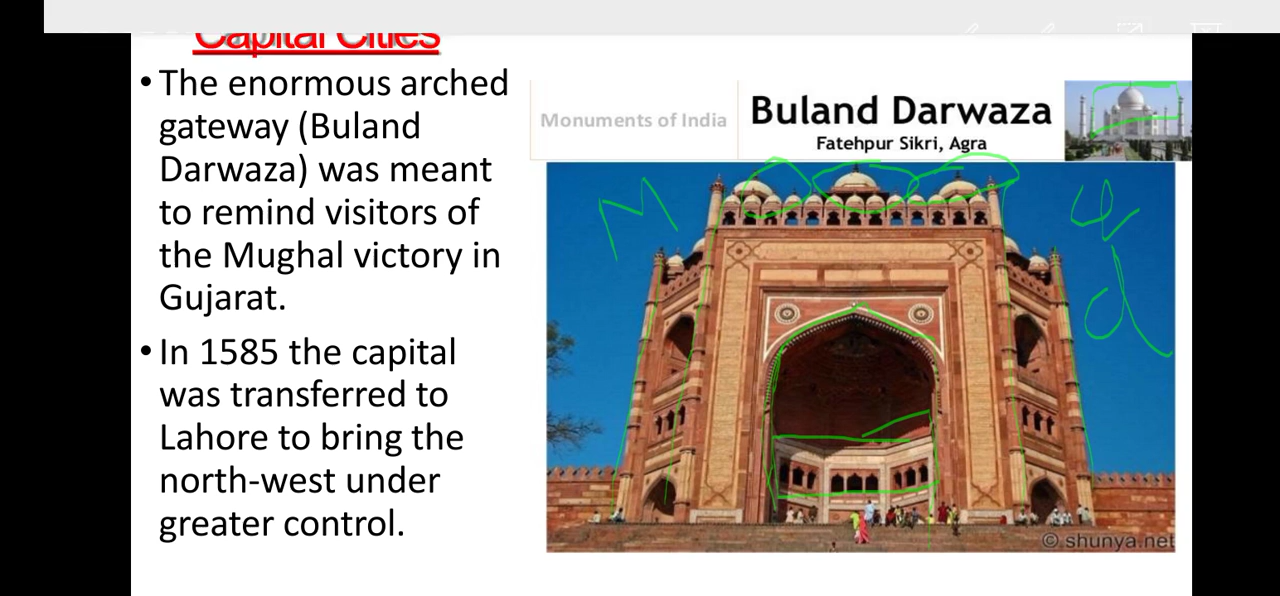 Capital Cities
• The enormous arched
gateway (Buland
Darwaza) was meant
to remind visitors of
the Mughal victory in
Gujarat.
• In 1585 the capital
was transferred to
Lahore to bring the
north-west under
greater control.
Monuments of India
Buland Darwaza
Fatehpur Sikri, Agra
M
© shunya.net